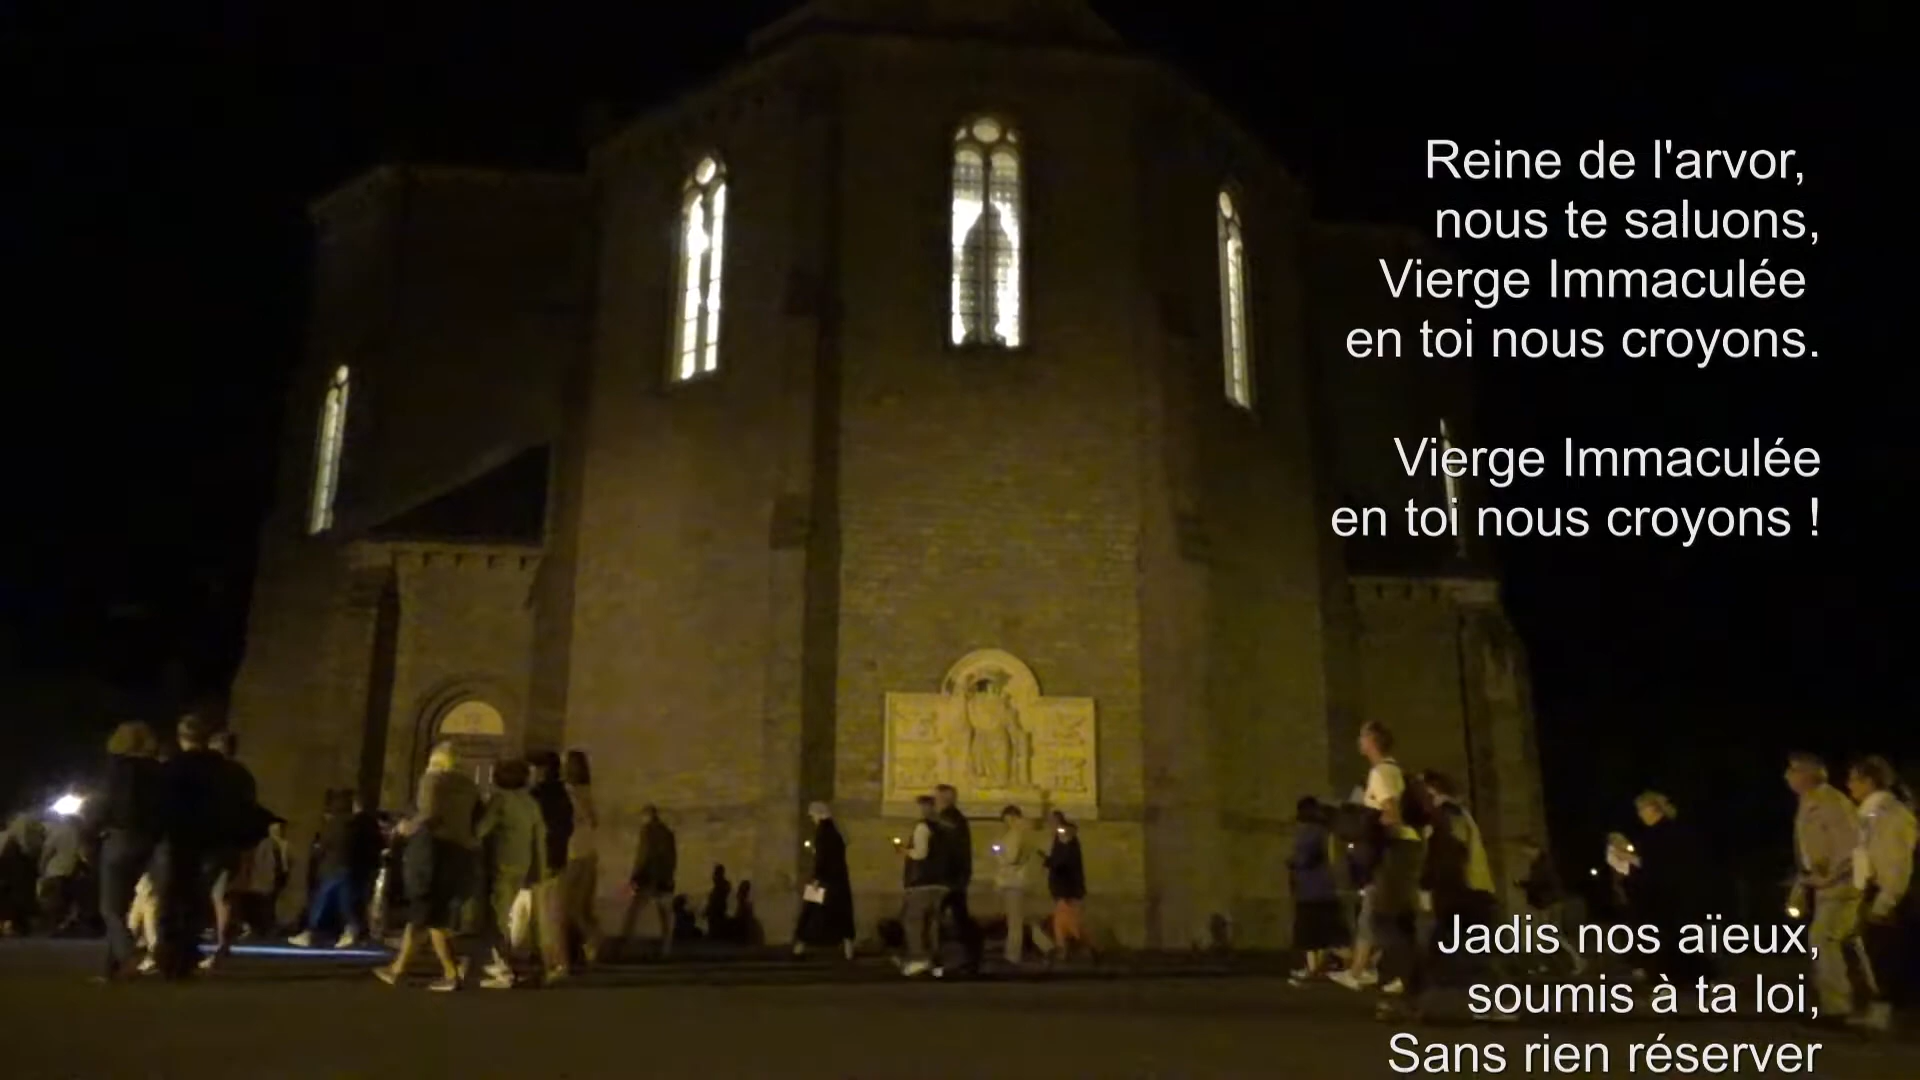 Reine de l'arvor,
nous te saluons,
Vierge Immaculée
en toi nous croyons.
Vierge Immaculée
en toi nous croyons !
Jadis nos aïeux,
soumis à ta loi,
Sans rien réserver